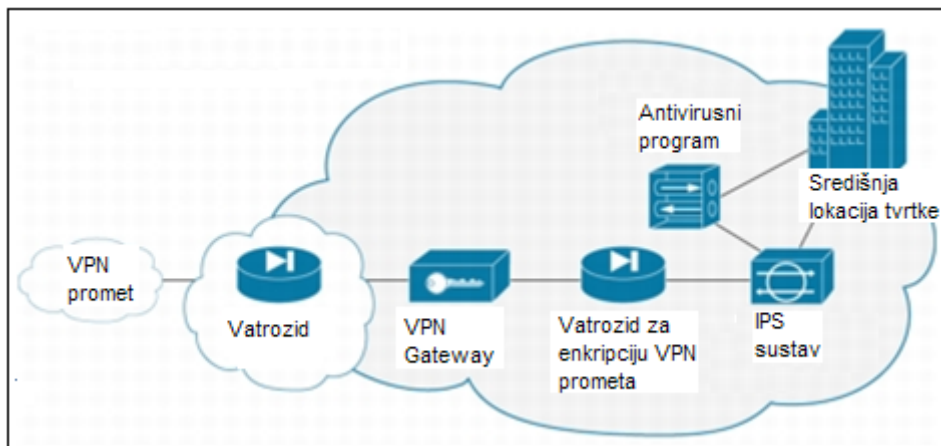 VPN
promet
Vatrozid
VPN
Gateway
Vatrozid za
enkripciju VPN
prometa
IPS
sustav
Antivirusni
program
Središnja
lokacija tvrtke